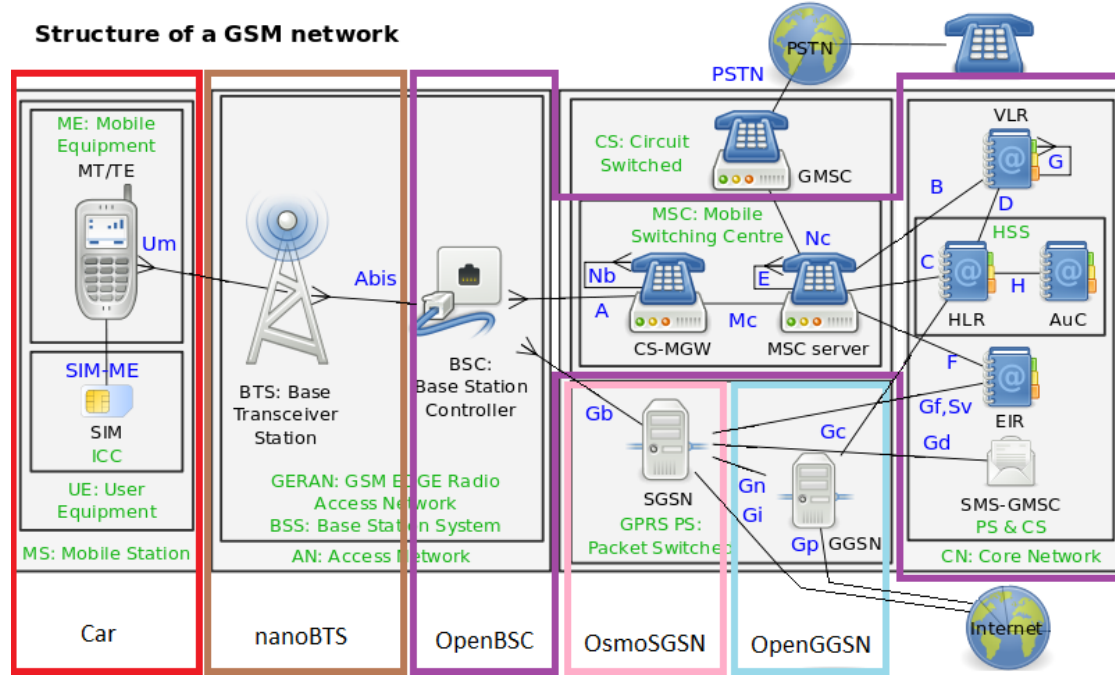 Structure of a GSM network
PSTN
PSTN
ME: Mobile
Equipment
MT/TE
Um
SIM-ME
SIM
ICC
UE: User
Equipment
MS: Mobile Station
Abis
BTS: Base
Transceiver
Station
BSC:
Base Station
Controller
GERAN: GSM EDGE Radio
Access Network
BSS: Base Station System
AN: Access Network
CS: Circuit
Switched
GMSC
MSC: Mobile
Switching Centre
Nc
Nb
E
A
Mc
CS-MGW
MSC server
Gb
SGSN
GPRS PS:
Packet Switched
Gn
Gi
Gp
GGSN
Gc
VLR
G
B
D
HSS
C
H
HLR
AuC
F
Gf,Sv
EIR
Gd
SMS-GMSC
PS & CS
CN: Core Network
Internet
Car
nanoBTS
OpenBSC
OsmoSGSN
OpenGGSN